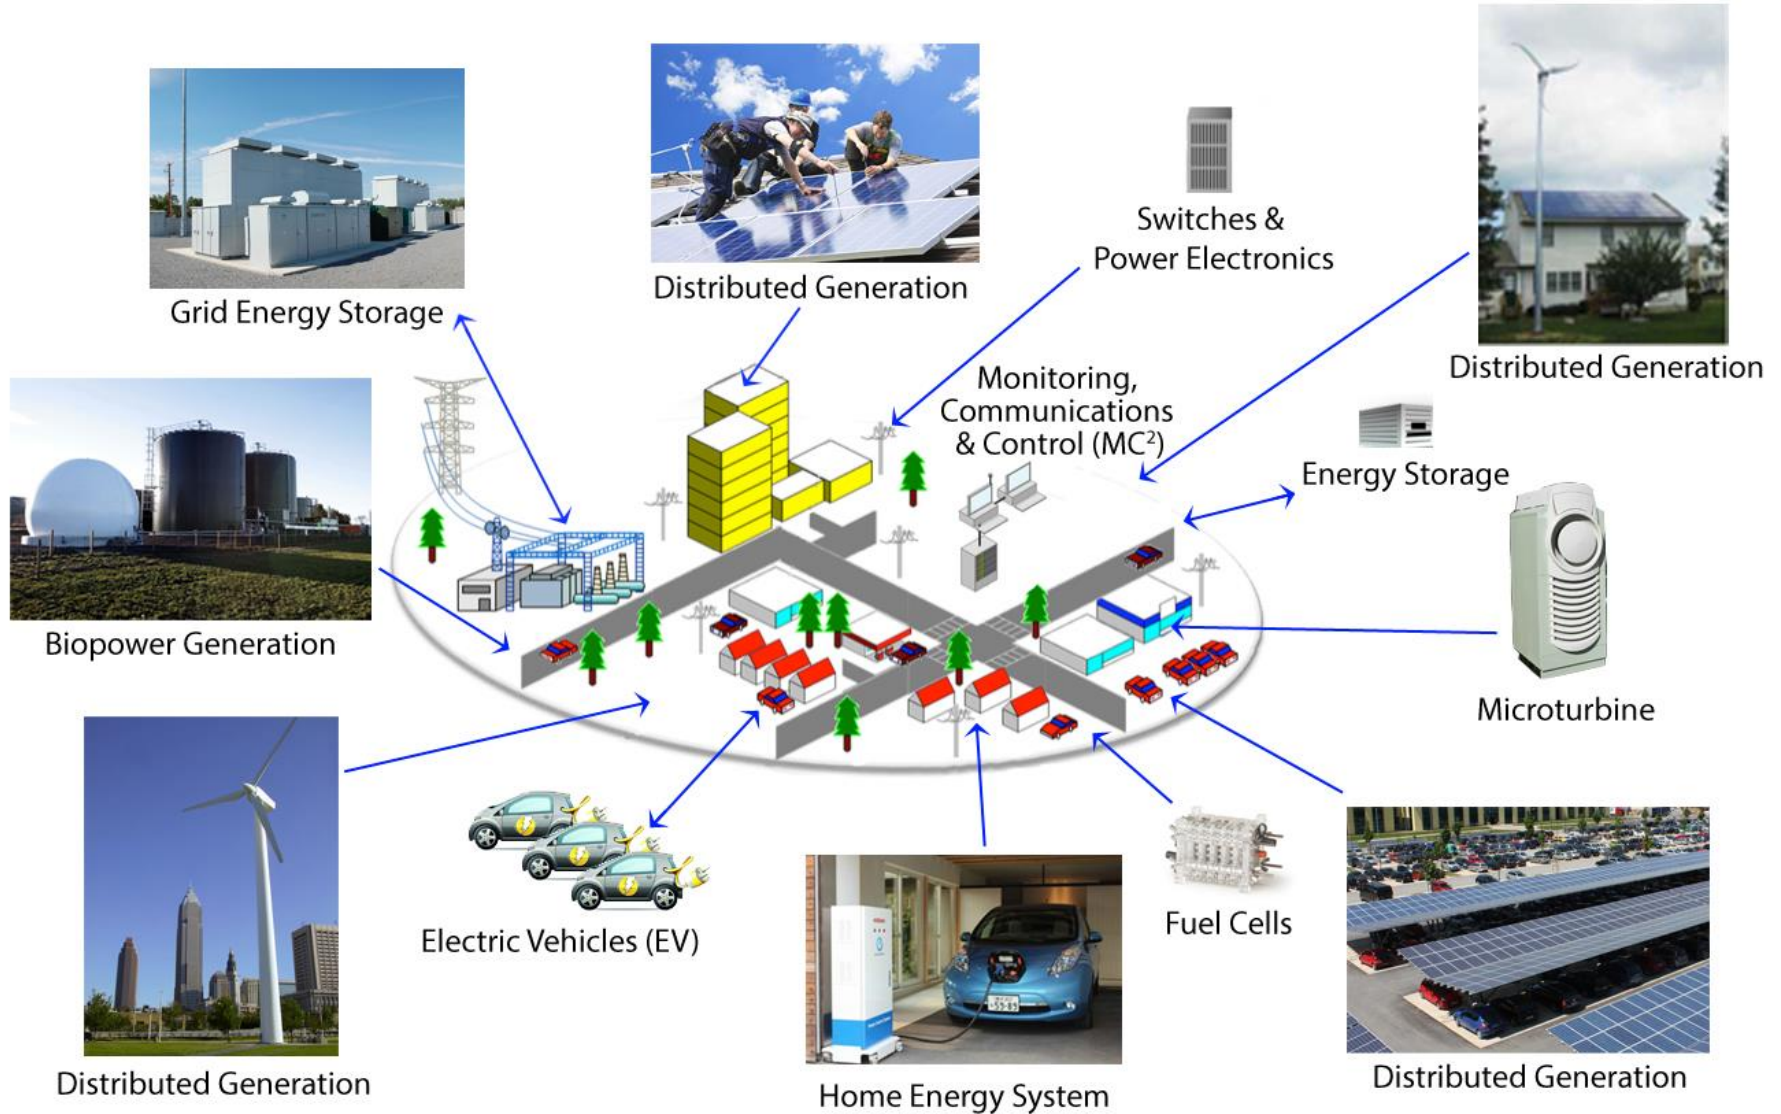 Distributed Generation
Switches &
Power Electronics
Grid Energy Storage
Distributed Generation
Monitoring,
Communications
& Control (MC²)
Energy Storage
Biopower Generation
Microturbine
Electric Vehicles (EV)
Fuel Cells
Distributed Generation
Home Energy System
Distributed Generation